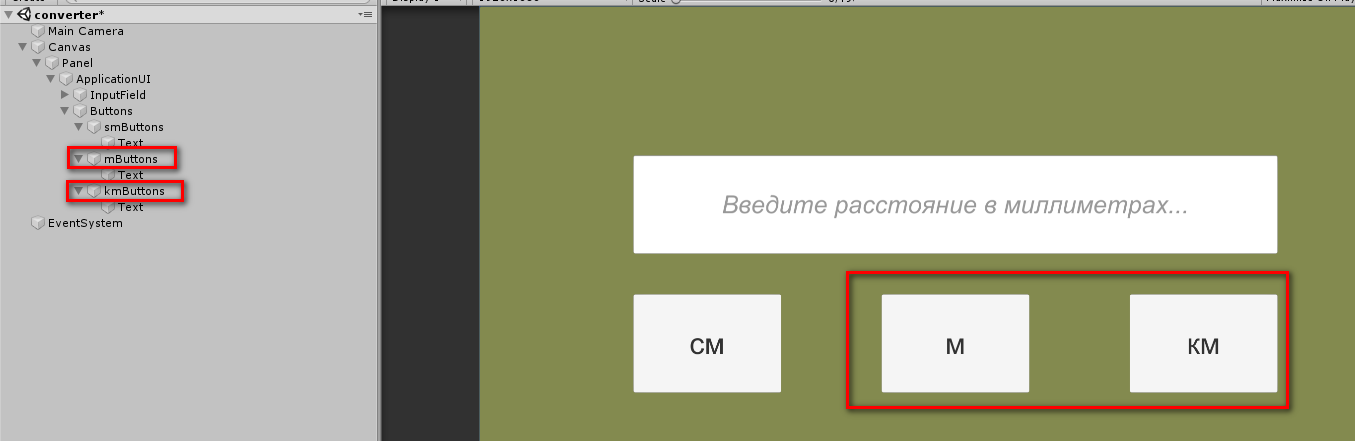 converter*
Main Camera
Canvas
Panel
ApplicationUI
InputField
Buttons
smButtons
Text
mButtons
Text
kmButtons
Text
EventSystem
Введите расстояние в миллиметрах...
СМ
М
КМ